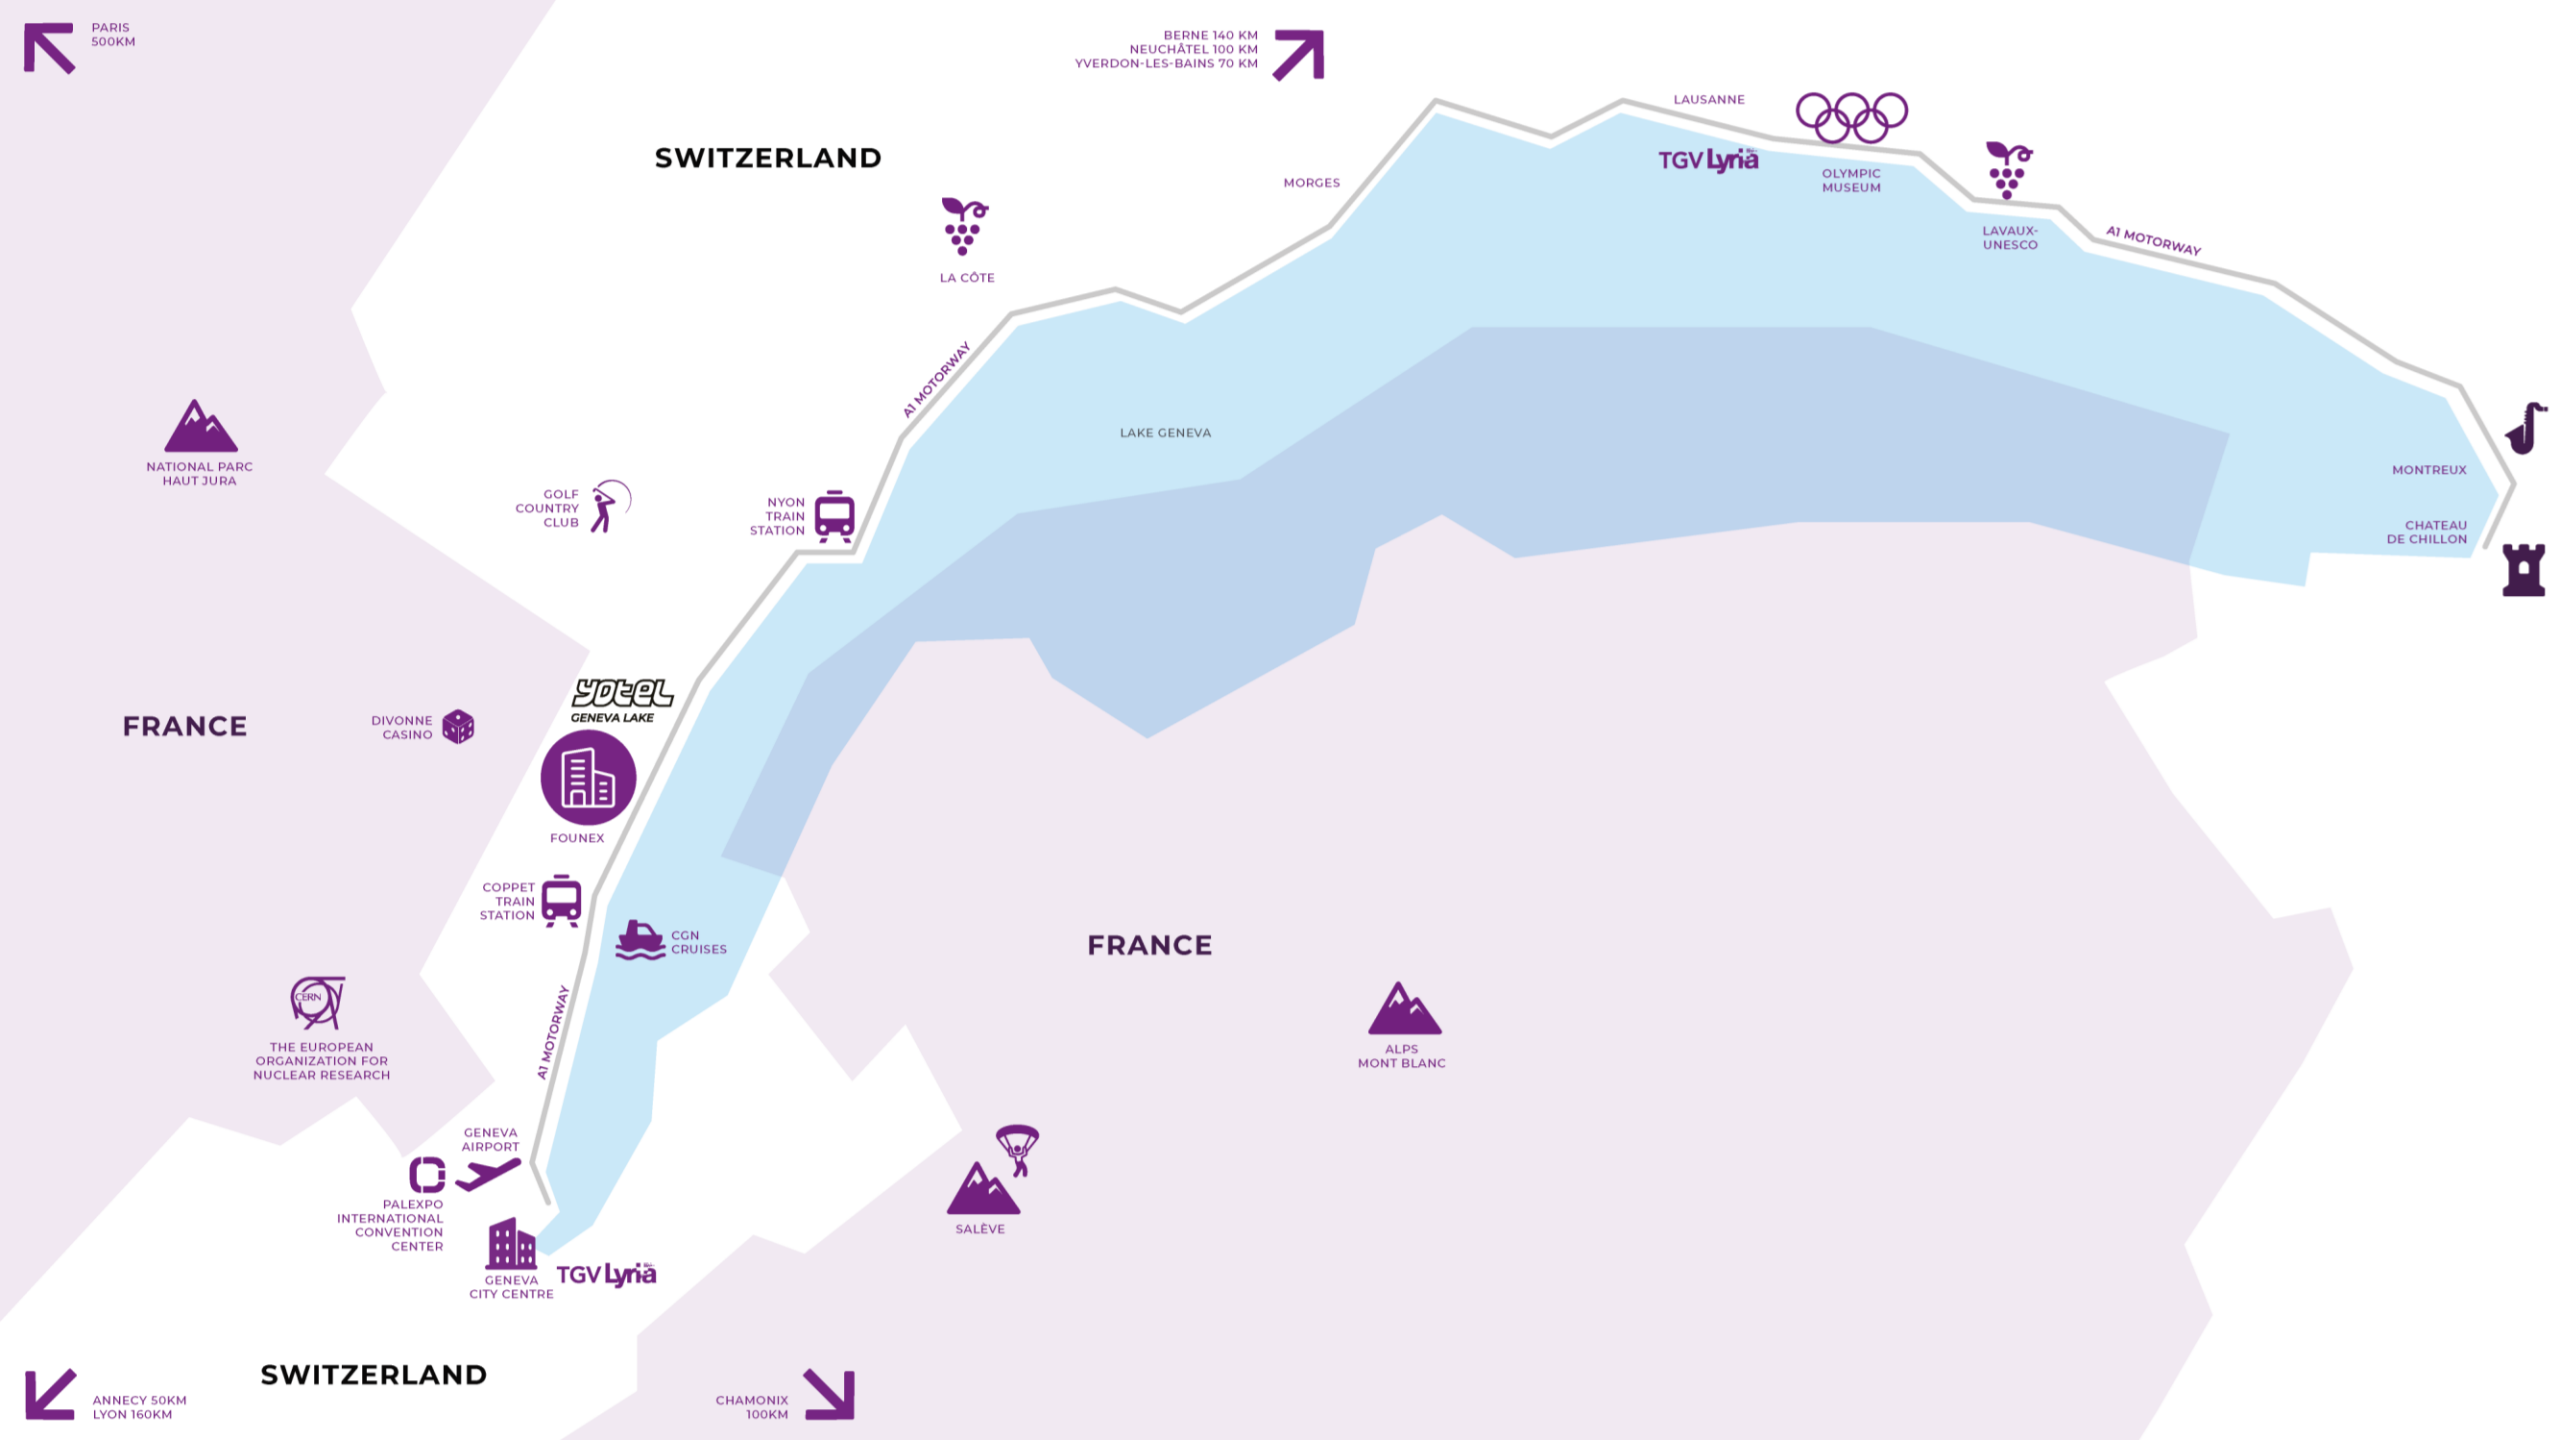 PARIS
500KM
BERNE 140 KM
NEUCHÂTEL 100 KM
YVERDON-LES-BAINS 70 KM
LAUSANNE
SWITZERLAND
TGV Lyria
OLYMPIC
MUSEUM
MORGES
LAVAUX-
UNESCO
A1 MOTORWAY
LA CÔTE
A1 MOTORWAY
LAKE GENEVA
NATIONAL PARC
HAUT JURA
MONTREUX
GOLF
COUNTRY
CLUB
NYON
TRAIN
STATION
CHATEAU
DE CHILLON
YOTEL
GENEVA LAKE
FRANCE
DIVONNE
CASINO
FOUNEX
COPPET
TRAIN
STATION
CGN
CRUISES
FRANCE
CERN
THE EUROPEAN
ORGANIZATION FOR
NUCLEAR RESEARCH
A1 MOTORWAY
ALPS
MONT BLANC
GENEVA
AIRPORT
PALEXPO
INTERNATIONAL
CONVENTION
CENTER
SALÈVE
GENEVA
CITY CENTRE
TGV Lyria
SWITZERLAND
ANNECY 50KM
LYON 160KM
CHAMONIX
100KM